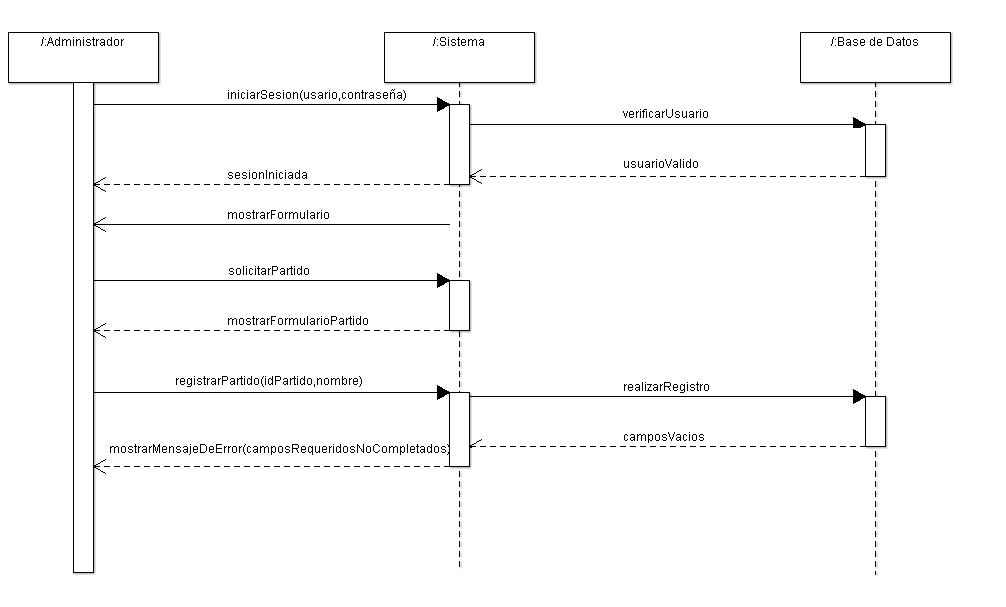 /:Administrador
/:Sistema
/:Base de Datos
iniciarSesion(usario,contraseña)
verificarUsuario
usuarioValido
sesionIniciada
mostrarFormulario
solicitarPartido
mostrarFormularioPartido
registrarPartido(idPartido,nombre)
realizarRegistro
camposVacios
mostrarMensajeDeError(camposRequeridosNoCompletados)